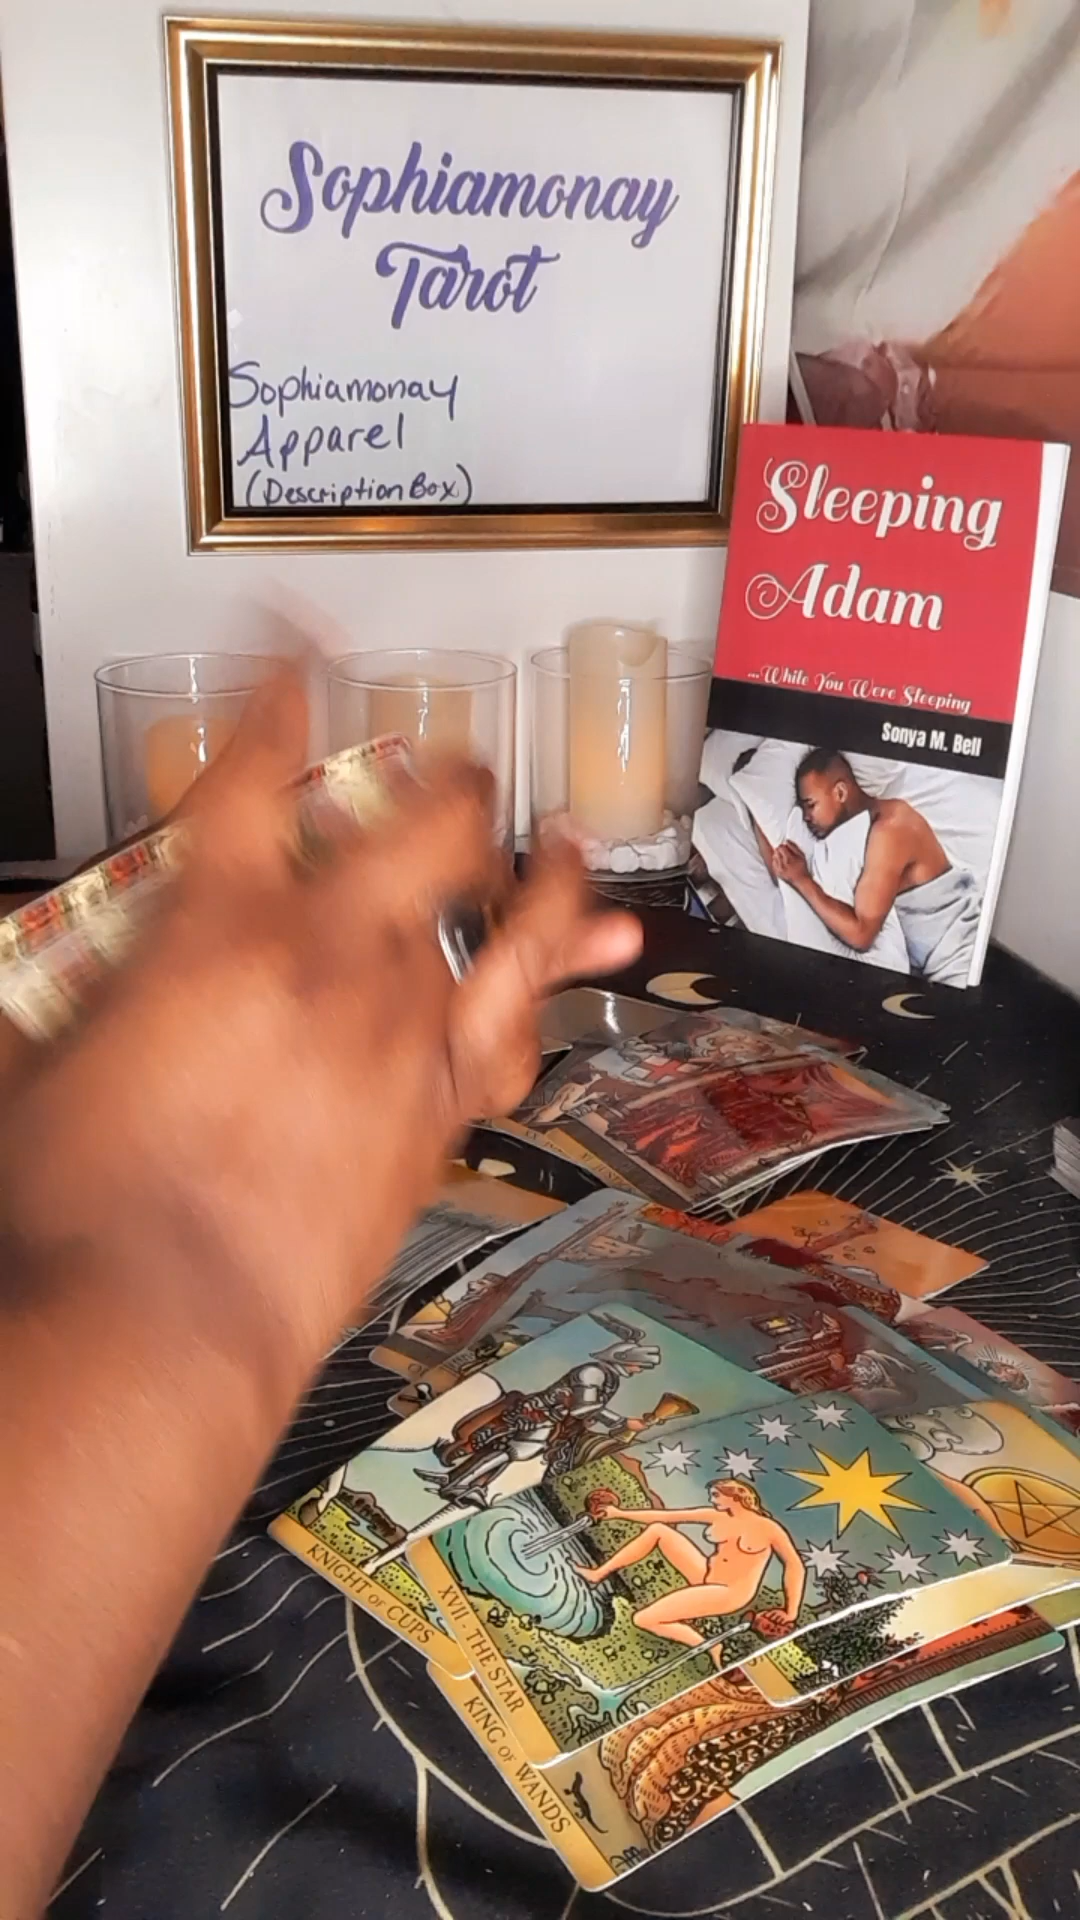 Sophiamonay
Tarot
Sophiamonay
Apparel
(Description Box)
Sleeping
Adam
...While You Were Sleeping
Sonya M. Bell
KNIGHT OF CUPS
XVII - THE STAR
KING OF WANDS